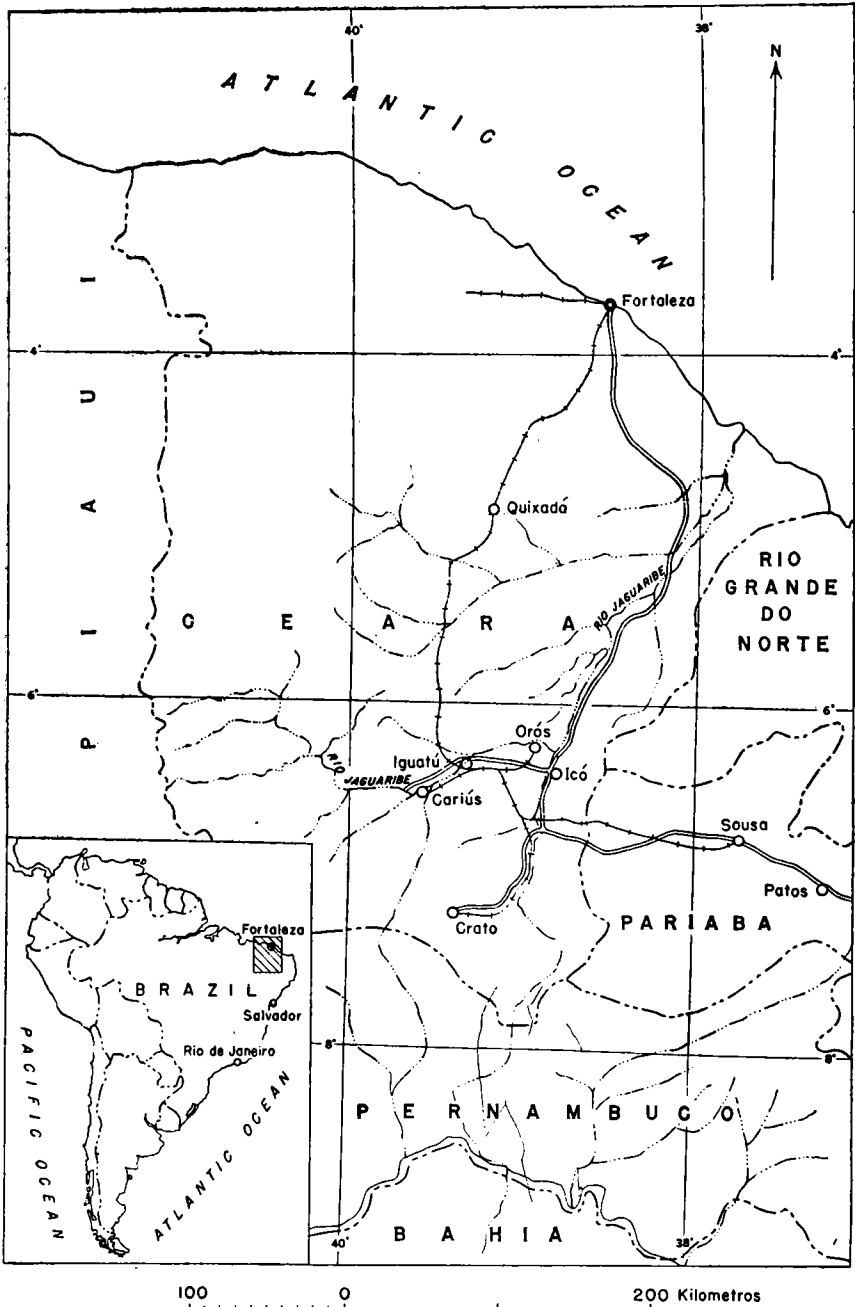 40°
38°
N
ATLANTIC OCEAN
Fortaleza
4°
4°
PIAUI
Quixadá
RIO
GRANDE
DO
NORTE
CEARA
RIO JAGUARIBE
6°
6°
Orós
Iguatú
Icó
RIO JAGUARIBE
Cariús
Sousa
Patos
Crato
PARIABA
Fortaleza
BRAZIL
Salvador
Rio de Janeiro
PACIFIC OCEAN
ATLANTIC OCEAN
8°
8°
PERNAMBUCO
BAHIA
40°
38°
100 0 200 Kilometros